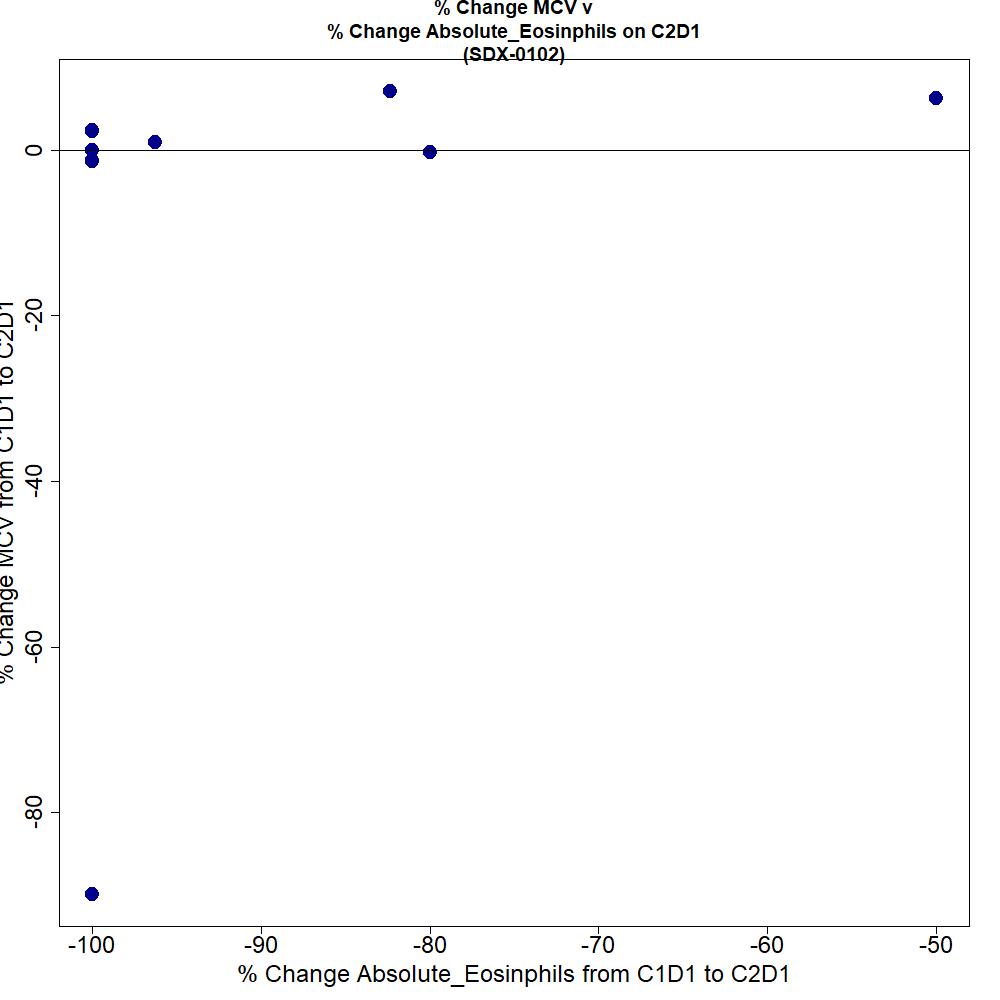 % Change MCV v
% Change Absolute_Eosinphils on C2D1
(SDX-0102)
% Change MCV from C1D1 to C2D1
0
-20
-40
-60
-80
-100
-90
-80
-70
-60
-50
% Change Absolute_Eosinphils from C1D1 to C2D1